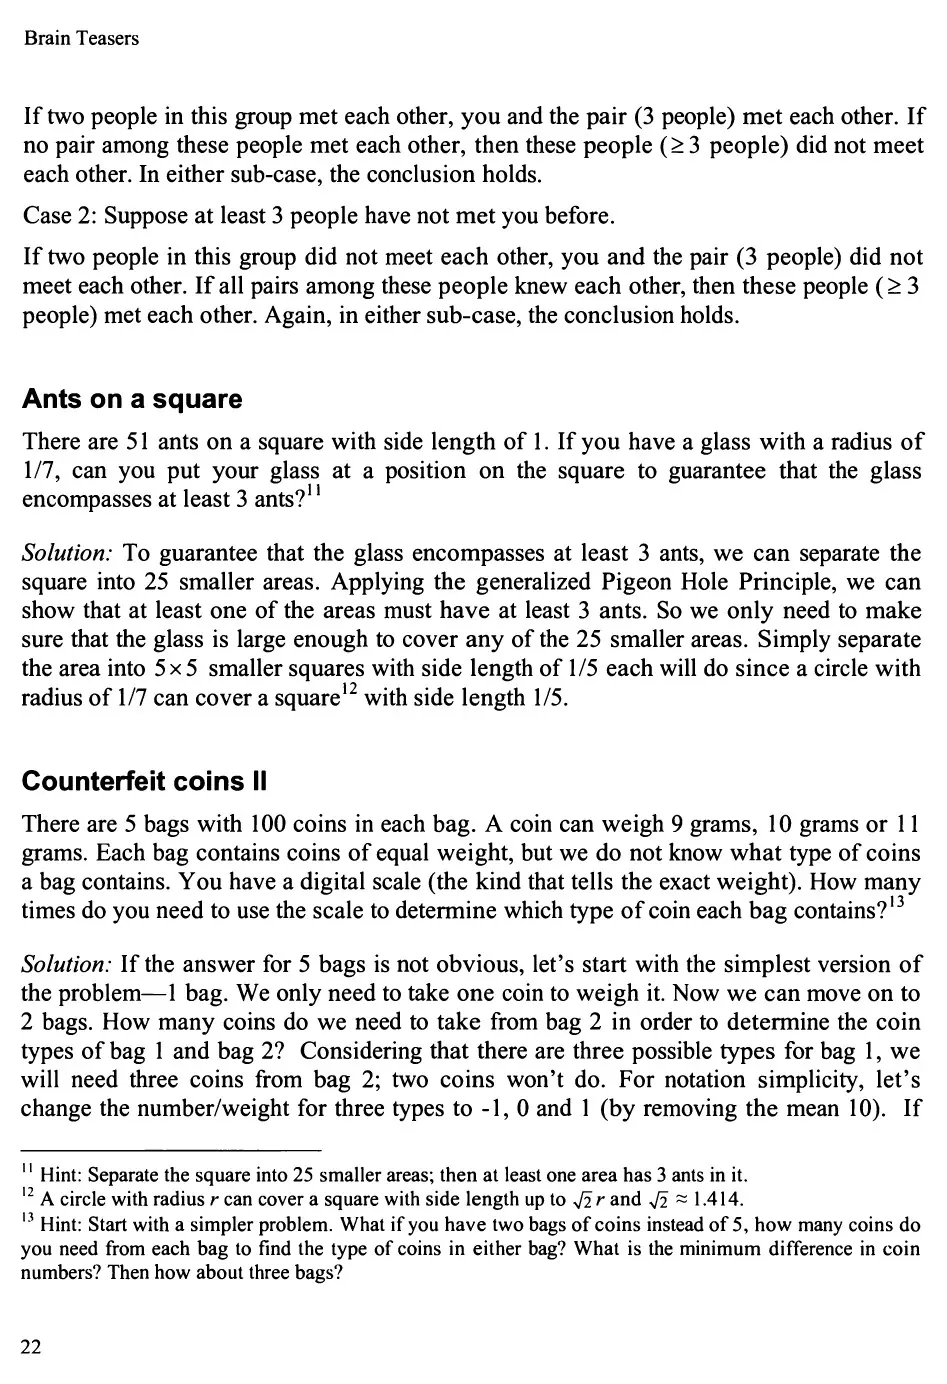 Brain Teasers
If two people in this group met each other, you and the pair (3 people) met each other. If
no pair among these people met each other, then these people (≥ 3 people) did not meet
each other. In either sub-case, the conclusion holds.
Case 2: Suppose at least 3 people have not met you before.
If two people in this group did not meet each other, you and the pair (3 people) did not
meet each other. If all pairs among these people knew each other, then these people (≥ 3
people) met each other. Again, in either sub-case, the conclusion holds.
Ants on a square
There are 51 ants on a square with side length of 1. If you have a glass with a radius of
1/7, can you put your glass at a position on the square to guarantee that the glass
encompasses at least 3 ants?¹¹
Solution: To guarantee that the glass encompasses at least 3 ants, we can separate the
square into 25 smaller areas. Applying the generalized Pigeon Hole Principle, we can
show that at least one of the areas must have at least 3 ants. So we only need to make
sure that the glass is large enough to cover any of the 25 smaller areas. Simply separate
the area into 5×5 smaller squares with side length of 1/5 each will do since a circle with
radius of 1/7 can cover a square¹² with side length 1/5.
Counterfeit coins II
There are 5 bags with 100 coins in each bag. A coin can weigh 9 grams, 10 grams or 11
grams. Each bag contains coins of equal weight, but we do not know what type of coins
a bag contains. You have a digital scale (the kind that tells the exact weight). How many
times do you need to use the scale to determine which type of coin each bag contains?¹³
Solution: If the answer for 5 bags is not obvious, let's start with the simplest version of
the problem—1 bag. We only need to take one coin to weigh it. Now we can move on to
2 bags. How many coins do we need to take from bag 2 in order to determine the coin
types of bag 1 and bag 2? Considering that there are three possible types for bag 1, we
will need three coins from bag 2; two coins won't do. For notation simplicity, let's
change the number/weight for three types to -1, 0 and 1 (by removing the mean 10). If
¹¹ Hint: Separate the square into 25 smaller areas; then at least one area has 3 ants in it.
¹² A circle with radius r can cover a square with side length up to √2 r and √2 ≈ 1.414.
¹³ Hint: Start with a simpler problem. What if you have two bags of coins instead of 5, how many coins do
you need from each bag to find the type of coins in either bag? What is the minimum difference in coin
numbers? Then how about three bags?
22